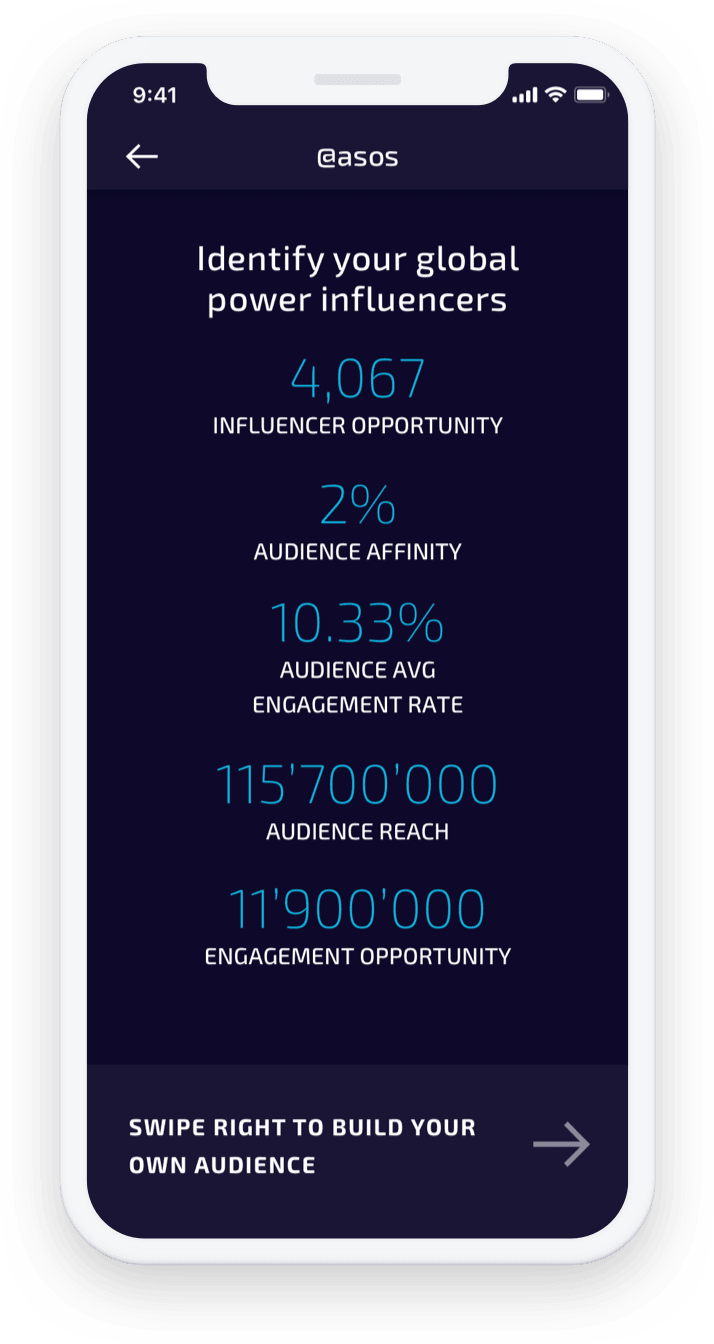 9:41
@asos
Identify your global
power influencers
4,067
INFLUENCER OPPORTUNITY
2%
AUDIENCE AFFINITY
10.33%
AUDIENCE AVG
ENGAGEMENT RATE
115'700'000
AUDIENCE REACH
11'900'000
ENGAGEMENT OPPORTUNITY
SWIPE RIGHT TO BUILD YOUR
OWN AUDIENCE